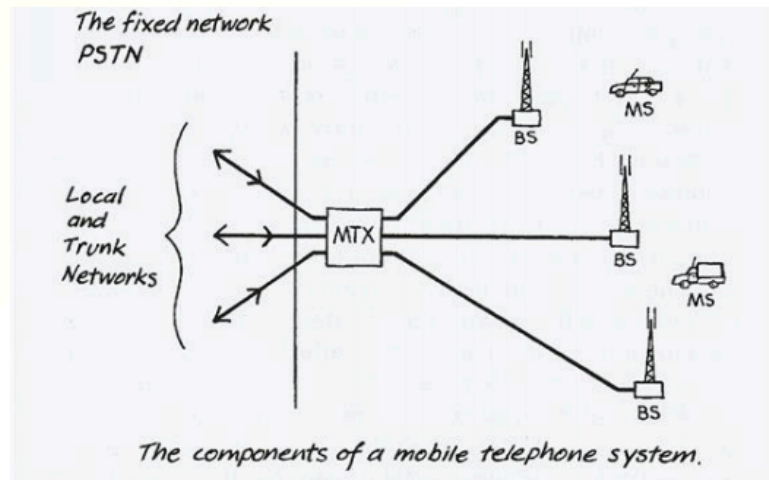 The fixed network
PSTN
BS
MS
Local
and
Trunk
Networks
MTX
BS
MS
BS
The components of a mobile telephone system.